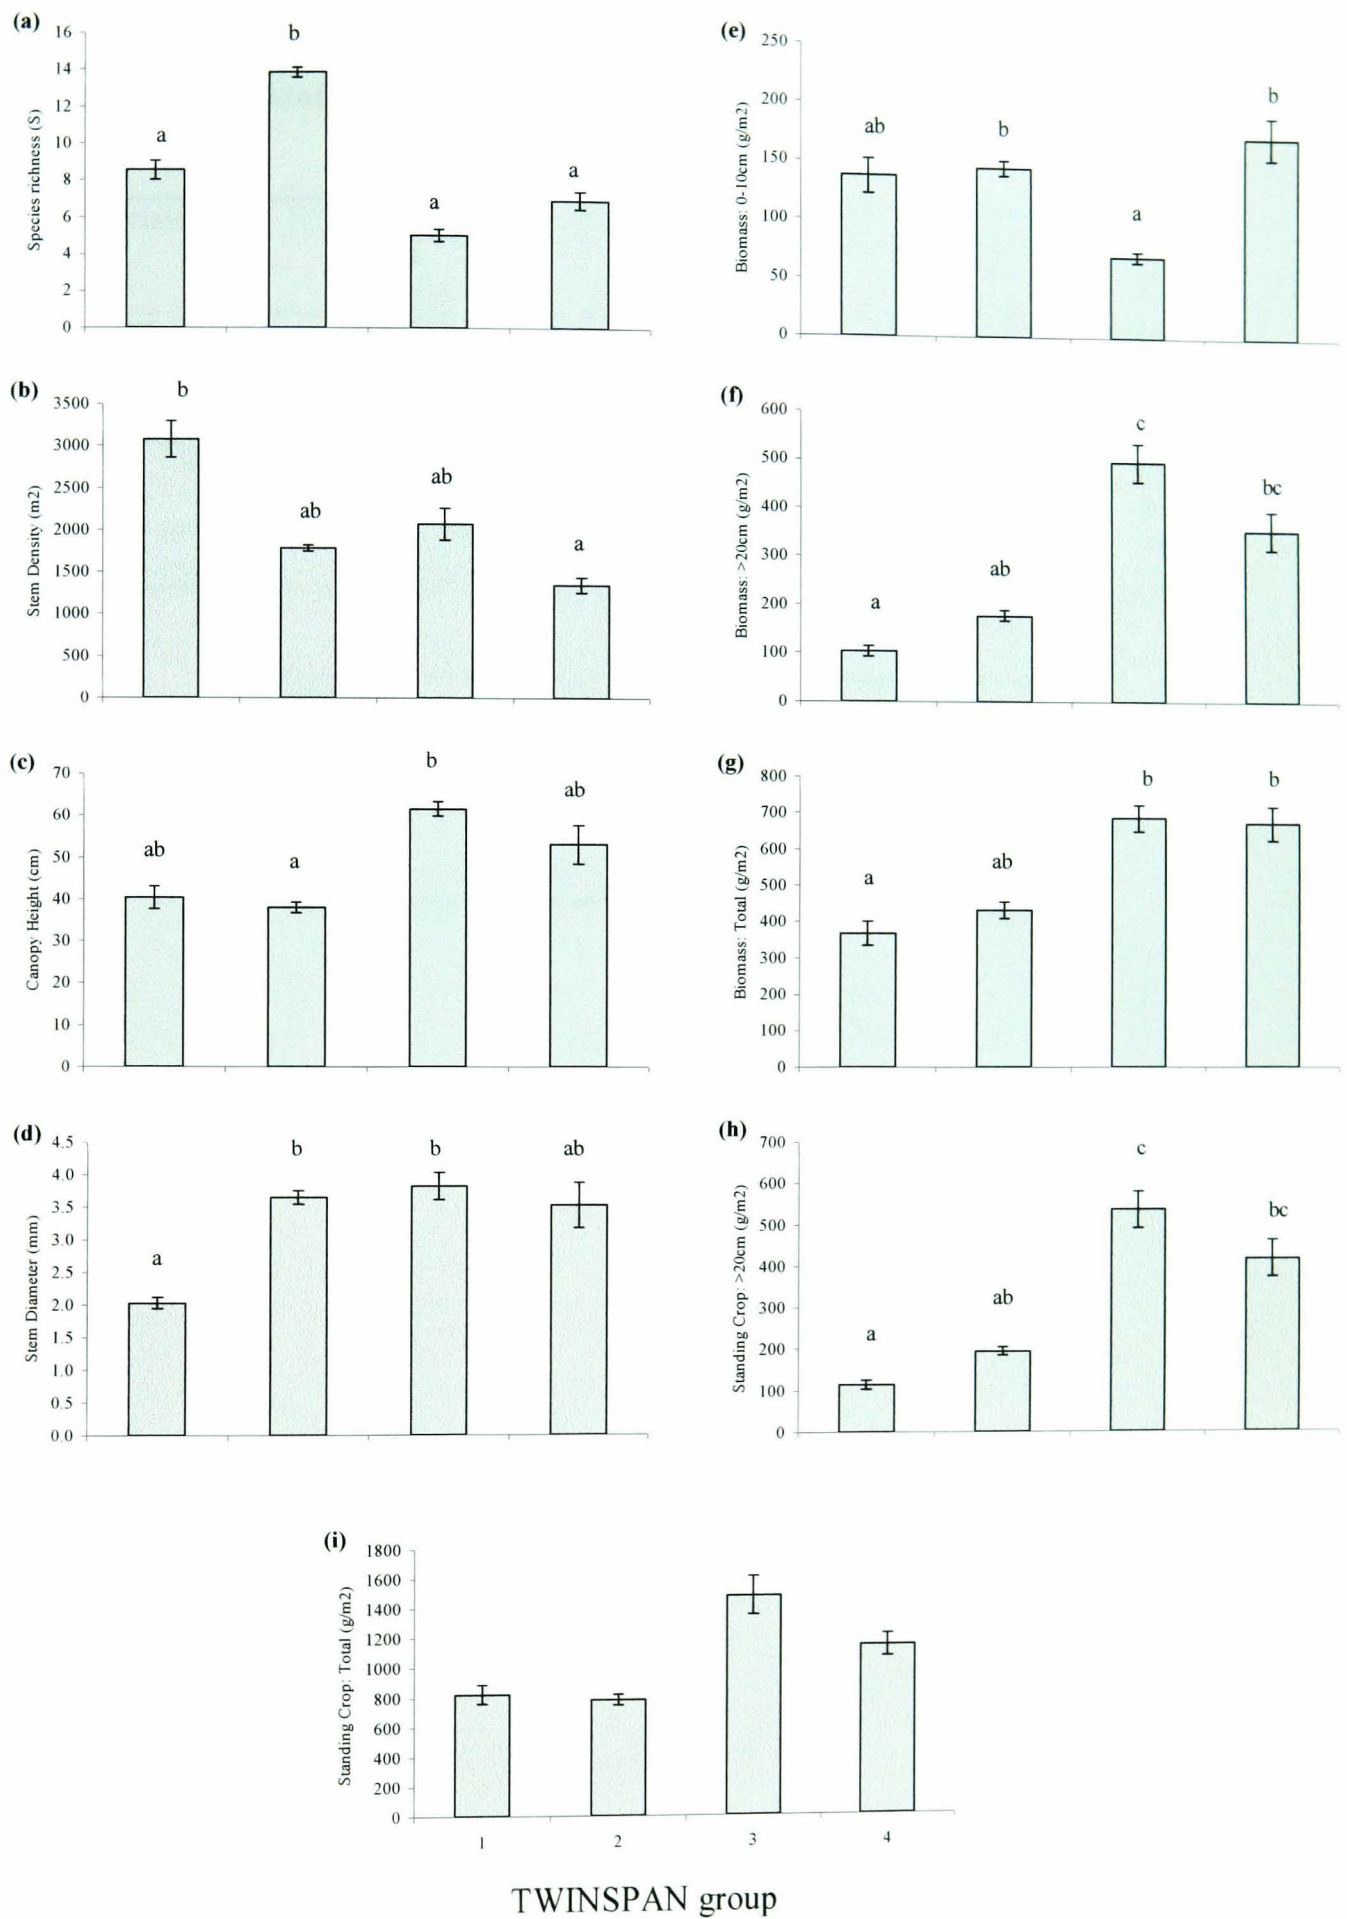 (a)
Species richness (S)
16
14
12
10
8
6
4
2
0
a
b
a
a
(b)
Stem Density (m2)
3500
3000
2500
2000
1500
1000
500
0
b
ab
ab
a
(c)
Canopy Height (cm)
70
60
50
40
30
20
10
0
ab
a
b
ab
(d)
Stem Diameter (mm)
4.5
4.0
3.5
3.0
2.5
2.0
1.5
1.0
0.5
0.0
a
b
b
ab
(e)
Biomass: 0-10cm (g/m2)
250
200
150
100
50
0
ab
b
a
b
(f)
Biomass: >20cm (g/m2)
600
500
400
300
200
100
0
a
ab
c
bc
(g)
Biomass: Total (g/m2)
800
700
600
500
400
300
200
100
0
a
ab
b
b
(h)
Standing Crop: >20cm (g/m2)
700
600
500
400
300
200
100
0
a
ab
c
bc
(i)
Standing Crop: Total (g/m2)
1800
1600
1400
1200
1000
800
600
400
200
0
1 2 3 4
TWINSPAN group